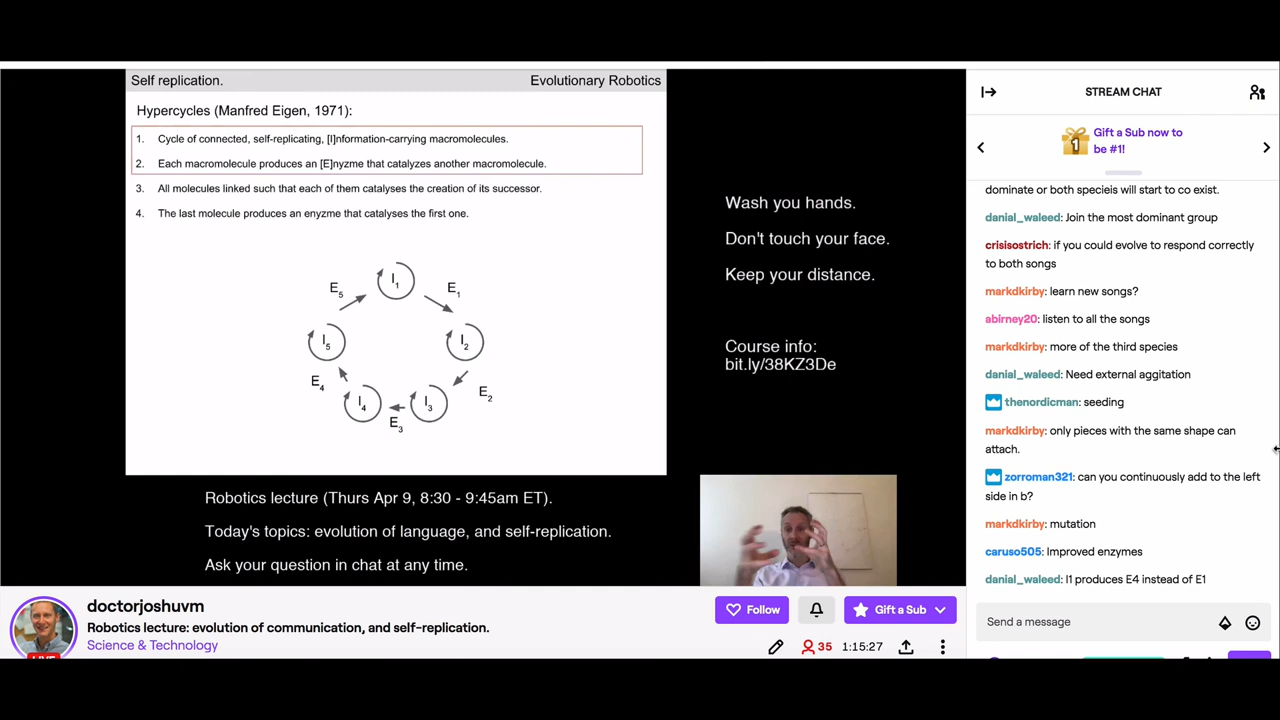 Self replication.
Evolutionary Robotics
Hypercycles (Manfred Eigen, 1971):
1. Cycle of connected, self-replicating, [I]nformation-carrying macromolecules.
2. Each macromolecule produces an [E]nyzme that catalyzes another macromolecule.
3. All molecules linked such that each of them catalyses the creation of its successor.
4. The last molecule produces an enyzme that catalyses the first one.
I1
E5
E1
I5
I2
E4
E2
I4
I3
E3
Wash you hands.
Don't touch your face.
Keep your distance.
Course info:
bit.ly/38KZ3De
Robotics lecture (Thurs Apr 9, 8:30 - 9:45am ET).
Today's topics: evolution of language, and self-replication.
Ask your question in chat at any time.
doctorjoshuvm
Robotics lecture: evolution of communication, and self-replication.
Science & Technology
LIVE
Follow
Gift a Sub
35
1:15:27
STREAM CHAT
1
Gift a Sub now to
be #1!
dominate or both specieis will start to co exist.
danial_waleed: Join the most dominant group
crisisostrich: if you could evolve to respond correctly
to both songs
markdkirby: learn new songs?
abirney20: listen to all the songs
markdkirby: more of the third species
danial_waleed: Need external aggitation
thenordicman: seeding
markdkirby: only pieces with the same shape can
attach.
zorroman321: can you continuously add to the left
side in b?
markdkirby: mutation
caruso505: Improved enzymes
danial_waleed: I1 produces E4 instead of E1
Send a message